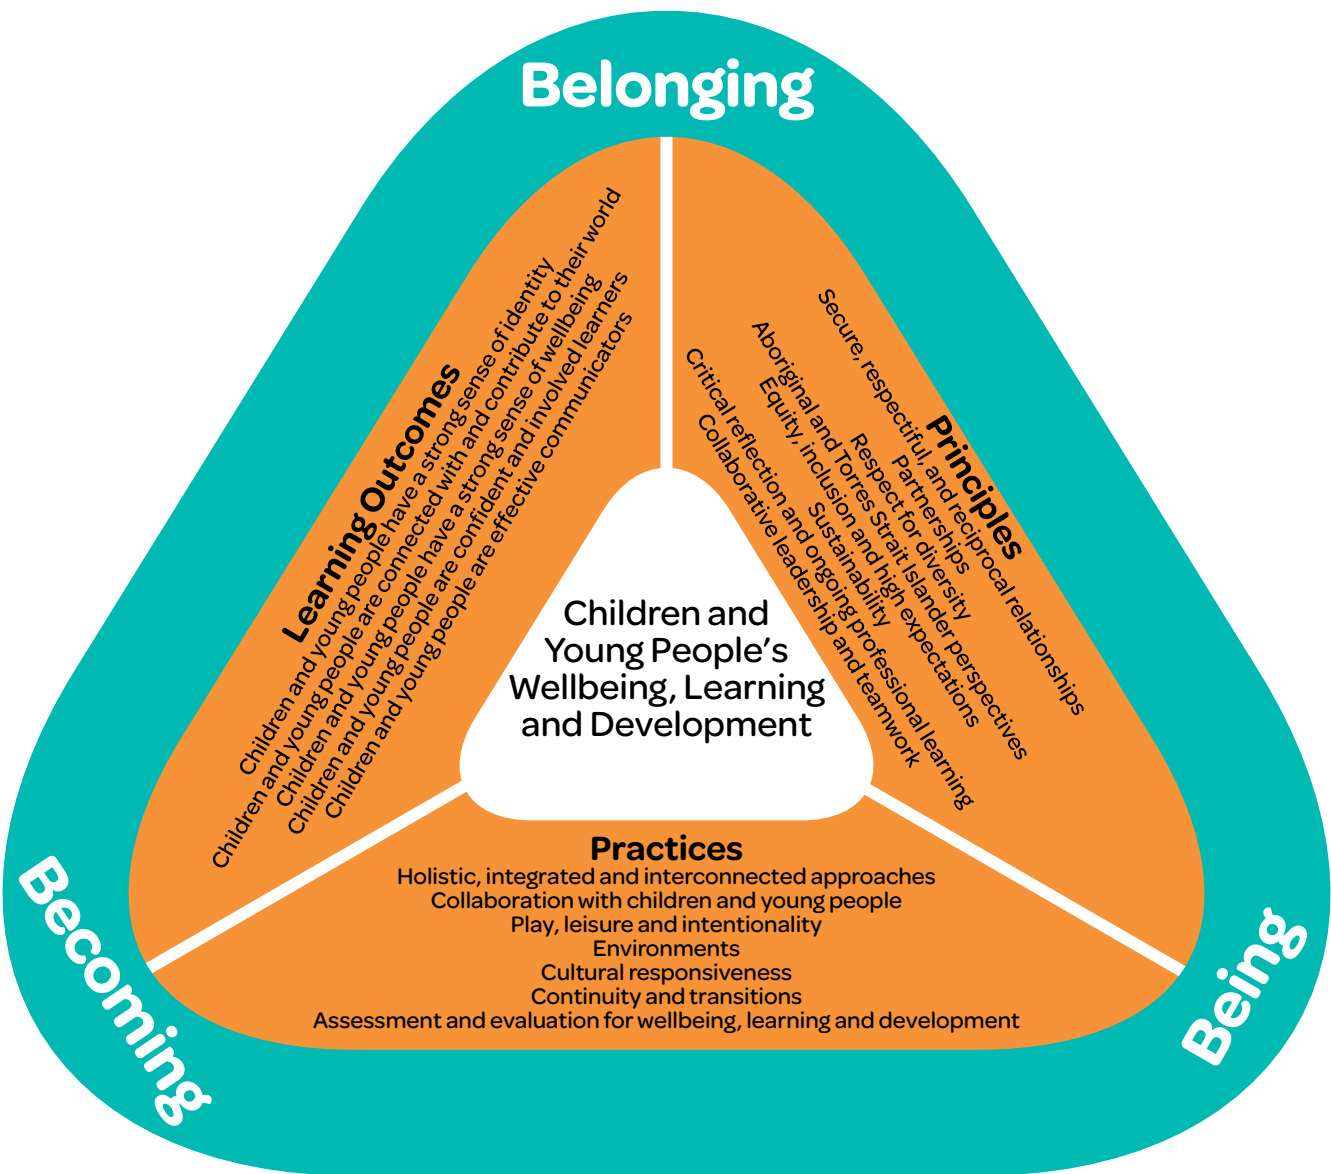 Belonging
Learning Outcomes
Children and young people have a strong sense of identity
Children and young people are connected with and contribute to their world
Children and young people have a strong sense of wellbeing
Children and young people are confident and involved learners
Children and young people are effective communicators
Principles
Secure, respectiful, and reciprocal relationships
Partnerships
Respect for diversity
Aboriginal and Torres Strait Islander perspectives
Equity, inclusion and high expectations
Sustainability
Critical reflection and ongoing professional learning
Collaborative leadership and teamwork
Children and
Young People's
Wellbeing, Learning
and Development
Practices
Holistic, integrated and interconnected approaches
Collaboration with children and young people
Play, leisure and intentionality
Environments
Cultural responsiveness
Continuity and transitions
Assessment and evaluation for wellbeing, learning and development
Becoming
Being